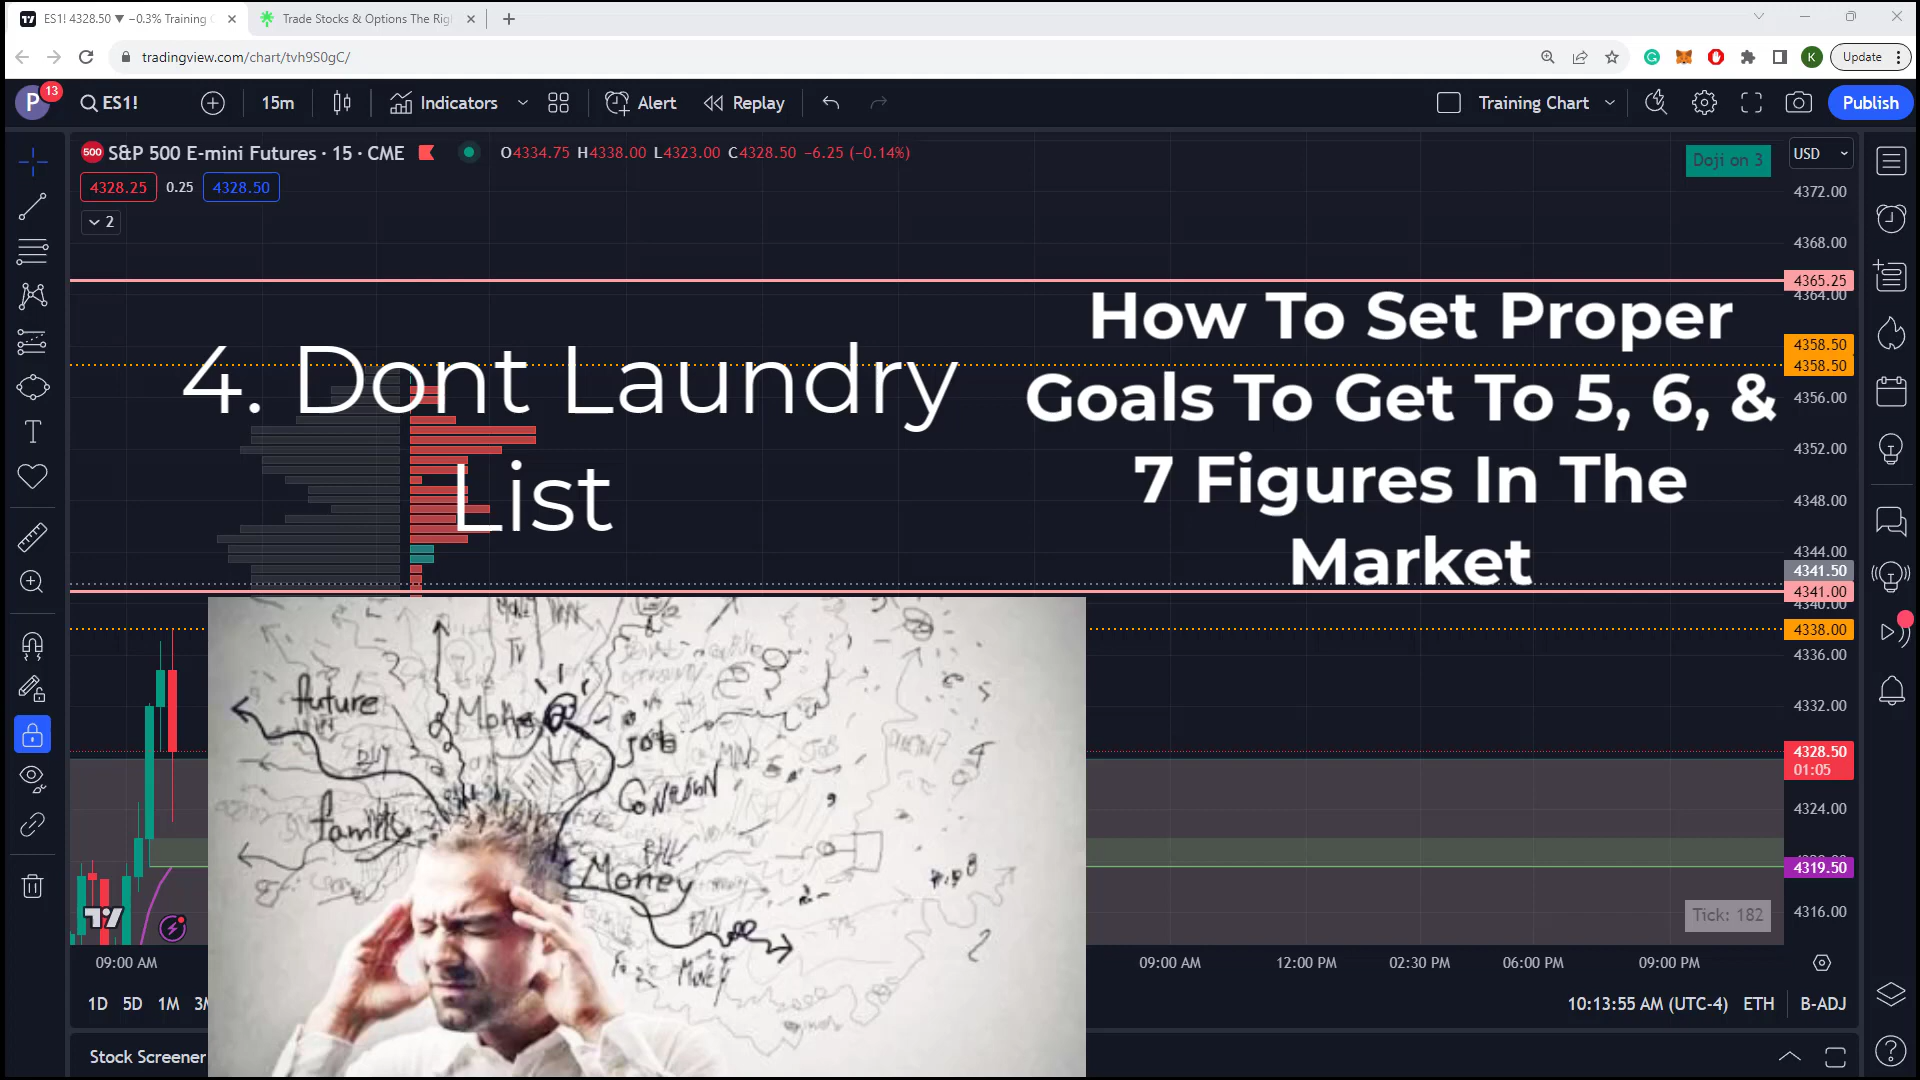 ES1! 4328.50 ▼ −0.3% Training C
Trade Stocks & Options The Rig
tradingview.com/chart/tvh9S0gC/
K
Update
P
13
ES1!
15m
Indicators
Alert
Replay
Training Chart
Publish
500
S&P 500 E-mini Futures · 15 · CME
O4334.75 H4338.00 L4323.00 C4328.50 −6.25 (−0.14%)
Doji on 3
USD
4328.25
0.25
4328.50
2
4372.00
4368.00
4365.25
4364.00
4358.50
4358.50
4356.00
4352.00
4348.00
4344.00
4341.50
4341.00
4340.00
4338.00
4336.00
4332.00
4328.50
01:05
4324.00
4319.50
4316.00
4. Dont Laundry
List
How To Set Proper
Goals To Get To 5, 6, &
7 Figures In The
Market
future
TV
BUY
family
Money
MONEY
Tick: 182
09:00 AM
09:00 AM
12:00 PM
02:30 PM
06:00 PM
09:00 PM
1D
5D
1M
10:13:55 AM (UTC-4)
ETH
B-ADJ
Stock Screener